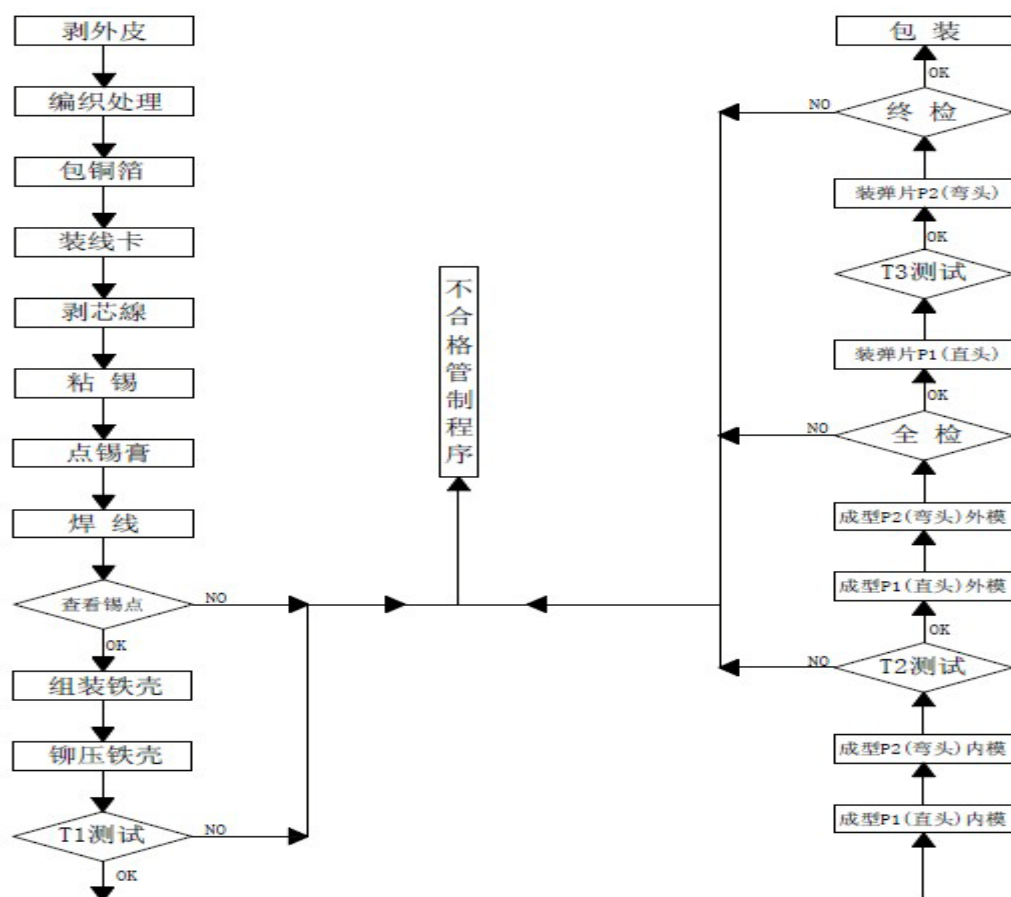 剥外皮
编织处理
包铜箔
装线卡
剥芯線
粘 锡
点锡膏
焊 线
查看锡点
NO
OK
组装铁壳
铆压铁壳
T1测试
NO
OK
不合格管制程序
包 装
OK
终 检
NO
装弹片P2(弯头)
OK
T3测试
装弹片P1(直头)
OK
全 检
NO
成型P2(弯头)外模
成型P1(直头)外模
OK
T2测试
NO
成型P2(弯头)内模
成型P1(直头)内模